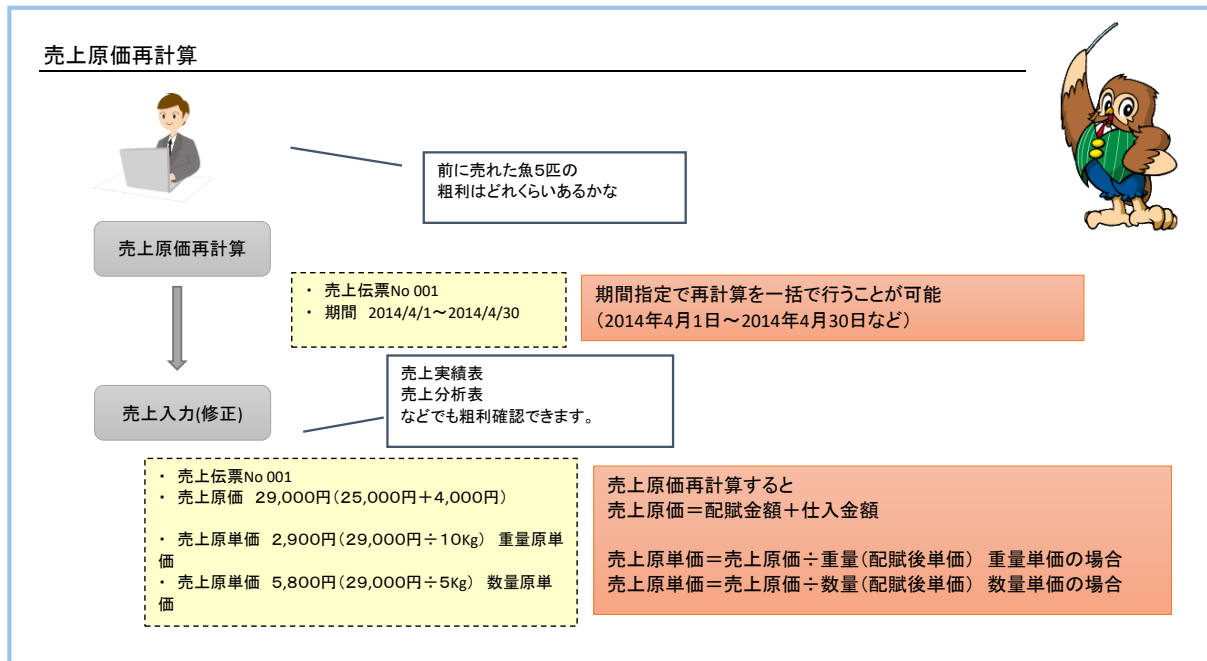 売上原価再計算
前に売れた魚5匹の
粗利はどれくらいあるかな
売上原価再計算
・ 売上伝票No 001
・ 期間 2014/4/1～2014/4/30
期間指定で再計算を一括で行うことが可能
（2014年4月1日～2014年4月30日など）
売上実績表
売上分析表
などでも粗利確認できます。
売上入力(修正)
・ 売上伝票No 001
・ 売上原価 29,000円（25,000円＋4,000円）
・ 売上原単価 2,900円（29,000円÷10Kg） 重量原単
価
・ 売上原単価 5,800円（29,000円÷5Kg） 数量原単
価
売上原価再計算すると
売上原価＝配賦金額＋仕入金額
売上原単価＝売上原価÷重量（配賦後単価） 重量単価の場合
売上原単価＝売上原価÷数量（配賦後単価） 数量単価の場合